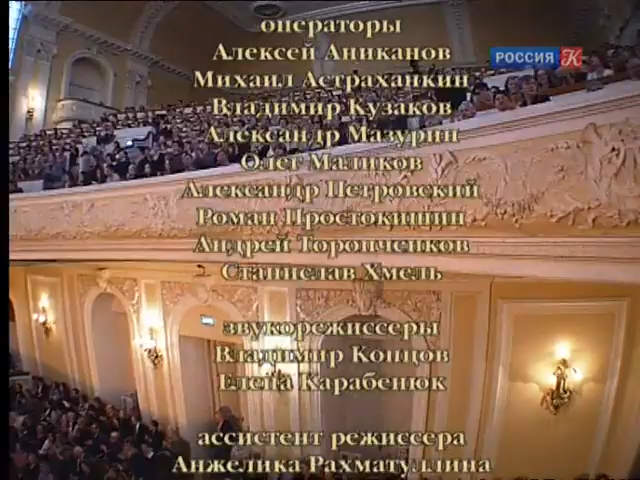 операторы
Алексей Аниканов
РОССИЯ К
Михаил Астраханкин
Владимир Кузаков
Александр Мазурин
Олег Маликов
Александр Петровский
Роман Простокишин
Андрей Торопченков
Станислав Хмель
звукорежиссеры
Владимир Концов
Елена Карабенюк
ассистент режиссера
Анжелика Рахматуллина